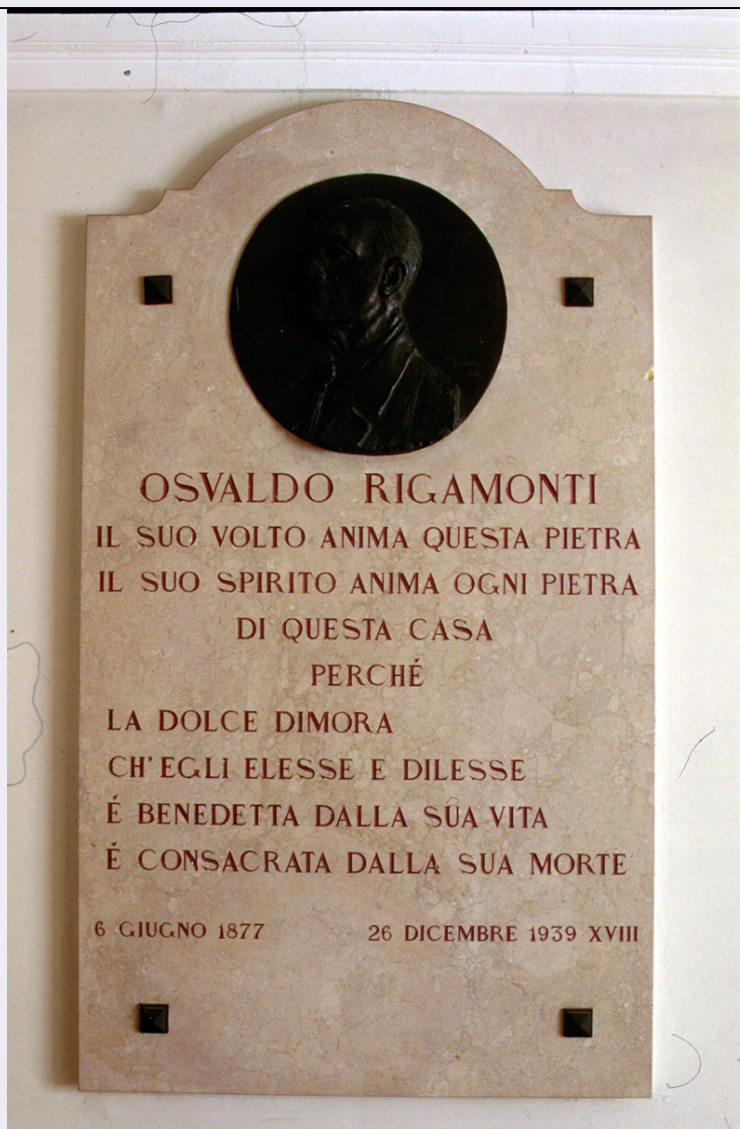 OSVALDO RIGAMONTI
IL SUO VOLTO ANIMA QUESTA PIETRA
IL SUO SPIRITO ANIMA OGNI PIETRA
DI QUESTA CASA
PERCHÉ
LA DOLCE DIMORA
CH'EGLI ELESSE E DILESSE
É BENEDETTA DALLA SUA VITA
É CONSACRATA DALLA SUA MORTE
6 GIUGNO 1877 26 DICEMBRE 1939 XVIII